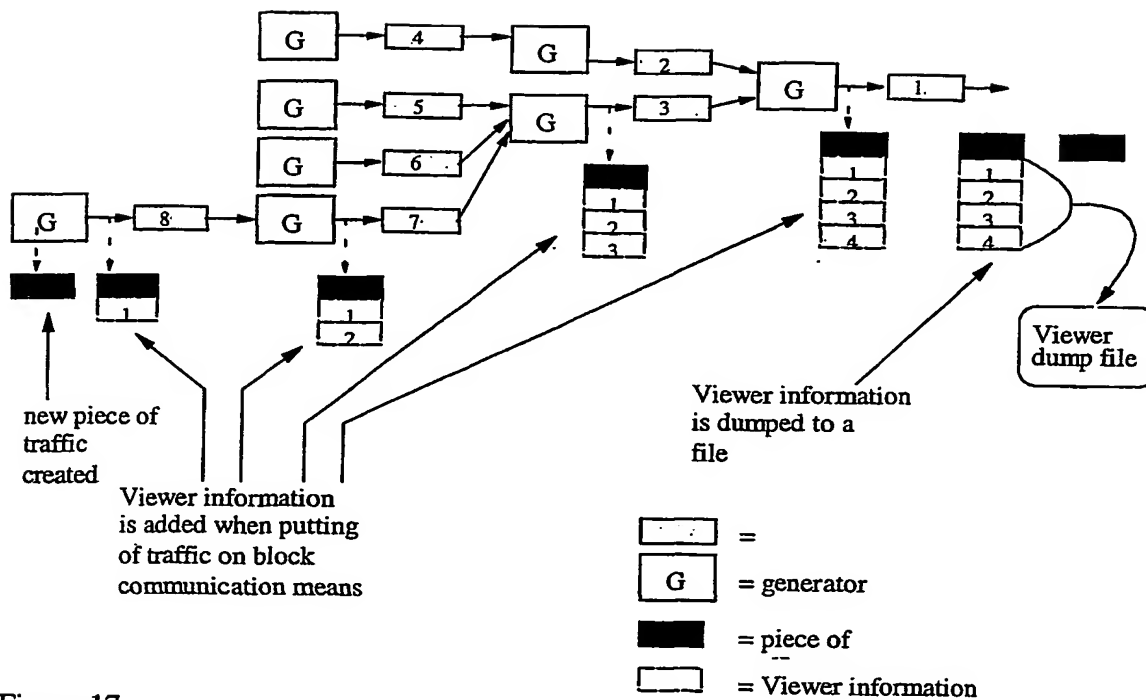 G
4
G
2
G
1.
G
5
G
3
G
6
G
8
G
7
1
1
2
1
2
3
1
2
3
4
1
2
3
4
new piece of
traffic
created
Viewer information
is added when putting
of traffic on block
communication means
Viewer information
is dumped to a
file
Viewer
dump file
=
G = generator
= piece of
= Viewer information